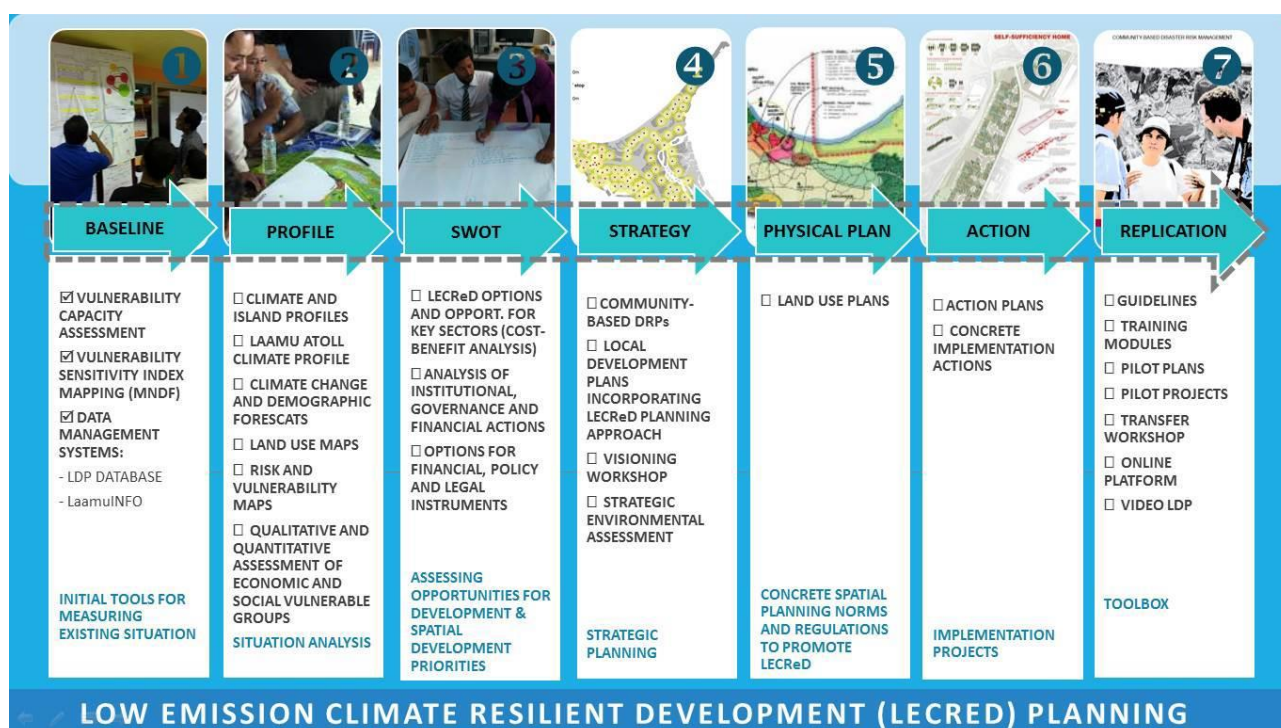 1
2
3
4
5
6
7
SELF-SUFFICIENCY HOME
COMMUNITY-BASED DISASTER RISK MANAGEMENT
BASELINE
PROFILE
SWOT
STRATEGY
PHYSICAL PLAN
ACTION
REPLICATION
☑ VULNERABILITY
CAPACITY
ASSESSMENT
☑ VULNERABILITY
SENSITIVITY INDEX
MAPPING (MNDF)
☑ DATA
MANAGEMENT
SYSTEMS:
- LDP DATABASE
- LaamuINFO
INITIAL TOOLS FOR
MEASURING
EXISTING SITUATION
☐ CLIMATE AND
ISLAND PROFILES
☐ LAAMU ATOLL
CLIMATE PROFILE
☐ CLIMATE CHANGE
AND DEMOGRAPHIC
FORESCATS
☐ LAND USE MAPS
☐ RISK AND
VULNERABILITY
MAPS
☐ QUALITATIVE AND
QUANTITATIVE
ASSESSMENT OF
ECONOMIC AND
SOCIAL VULNERABLE
GROUPS
SITUATION ANALYSIS
☐ LECReD OPTIONS
AND OPPORT. FOR
KEY SECTORS (COST-
BENEFIT ANALYSIS)
☐ ANALYSIS OF
INSTITUTIONAL,
GOVERNANCE AND
FINANCIAL ACTIONS
☐ OPTIONS FOR
FINANCIAL, POLICY
AND LEGAL
INSTRUMENTS
ASSESSING
OPPORTUNITIES FOR
DEVELOPMENT &
SPATIAL
DEVELOPMENT
PRIORITIES
☐ COMMUNITY-
BASED DRPs
☐ LOCAL
DEVELOPMENT
PLANS
INCORPORATING
LECReD PLANNING
APPROACH
☐ VISIONING
WORKSHOP
☐ STRATEGIC
ENVIRONMENTAL
ASSESSMENT
STRATEGIC
PLANNING
☐ LAND USE PLANS
CONCRETE SPATIAL
PLANNING NORMS
AND REGULATIONS
TO PROMOTE
LECReD
☐ ACTION PLANS
☐ CONCRETE
IMPLEMENTATION
ACTIONS
IMPLEMENTATION
PROJECTS
☐ GUIDELINES
☐ TRAINING
MODULES
☐ PILOT PLANS
☐ PILOT PROJECTS
☐ TRANSFER
WORKSHOP
☐ ONLINE
PLATFORM
☐ VIDEO LDP
TOOLBOX
LOW EMISSION CLIMATE RESILIENT DEVELOPMENT (LECRED) PLANNING